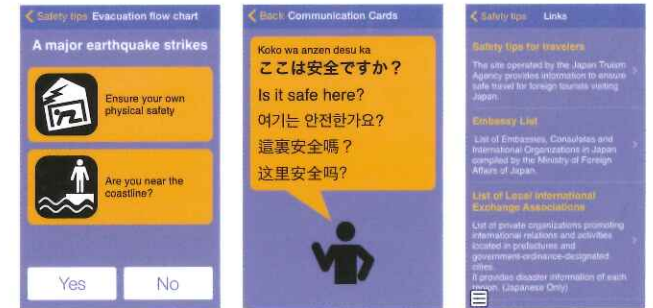 Safety tips Evacuation flow chart
A major earthquake strikes
Ensure your own
physical safety
Are you near the
coastline?
Yes No
Back Communication Cards
Koko wa anzen desu ka
ここは安全ですか？
Is it safe here?
여기는 안전한가요?
這裏安全嗎？
这里安全吗?
Safety tips Links
Safety tips for travelers
The site operated by the Japan Truism
Agency provides information to ensure
safe travel for foreign tourists visiting
Japan.
Embassy List
List of Embassies, Consulates and
International Organizations in Japan
compiled by the Ministry of Foreign
Affairs of Japan.
List of Local International
Exchange Associations
List of private organizations promoting
international relations and activities
located in prefectures and
government-ordinance-designated
cities.
It provides disaster information of each
region. (Japanese Only)